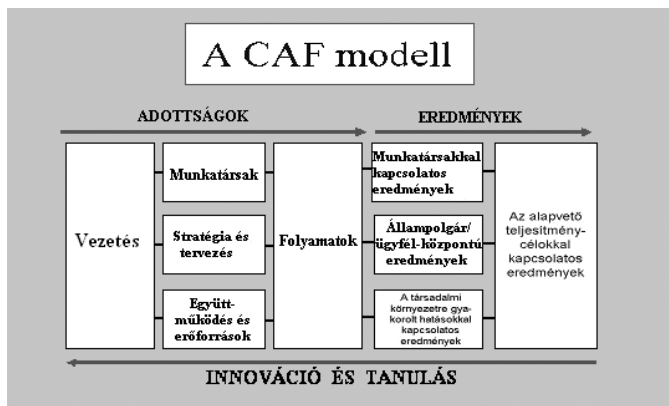 A CAF modell
ADOTTSÁGOK
EREDMÉNYEK
Vezetés
Munkatársak
Stratégia és
tervezés
Együtt-
működés és
erőforrások
Folyamatok
Munkatársakkal
kapcsolatos
eredmények
Állampolgár/
ügyfél-központú
eredmények
A társadalmi
környezetre gya-
korolt hatásokkal
kapcsolatos
eredmények
Az alapvető
teljesítmény-
célokkal
kapcsolatos
eredmények
INNOVÁCIÓ ÉS TANULÁS